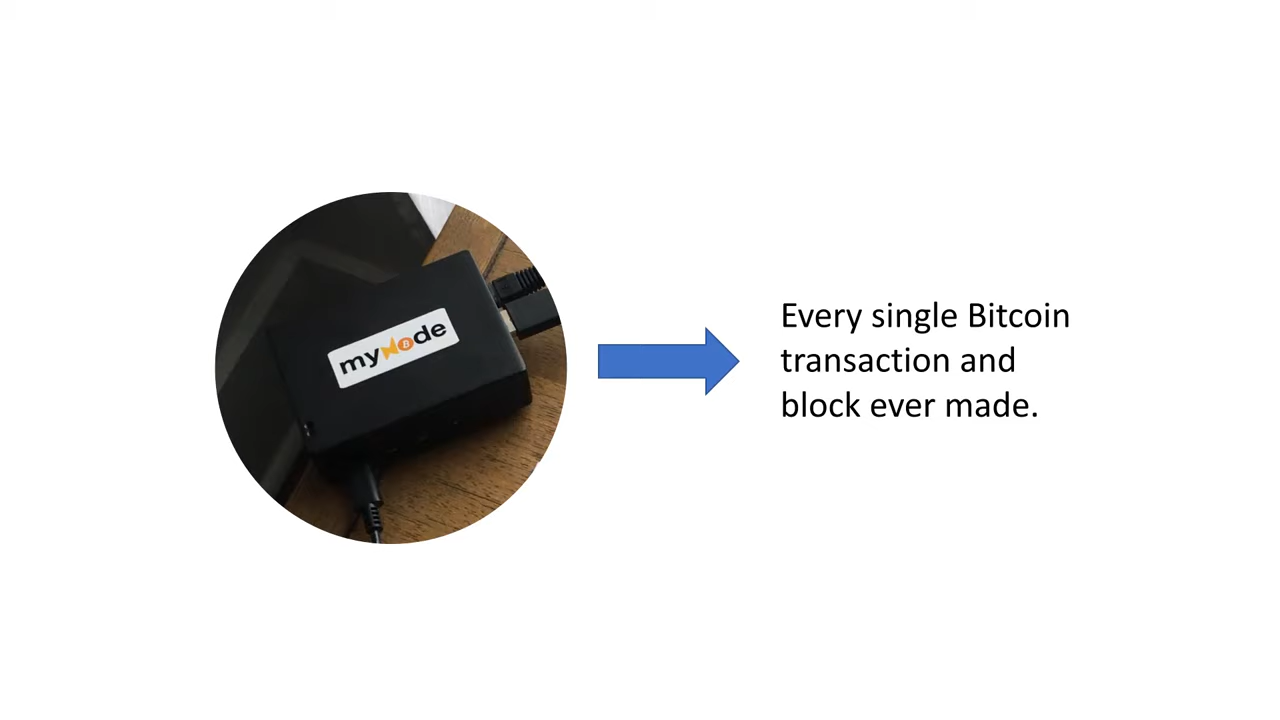 myNode
Every single Bitcoin
transaction and
block ever made.